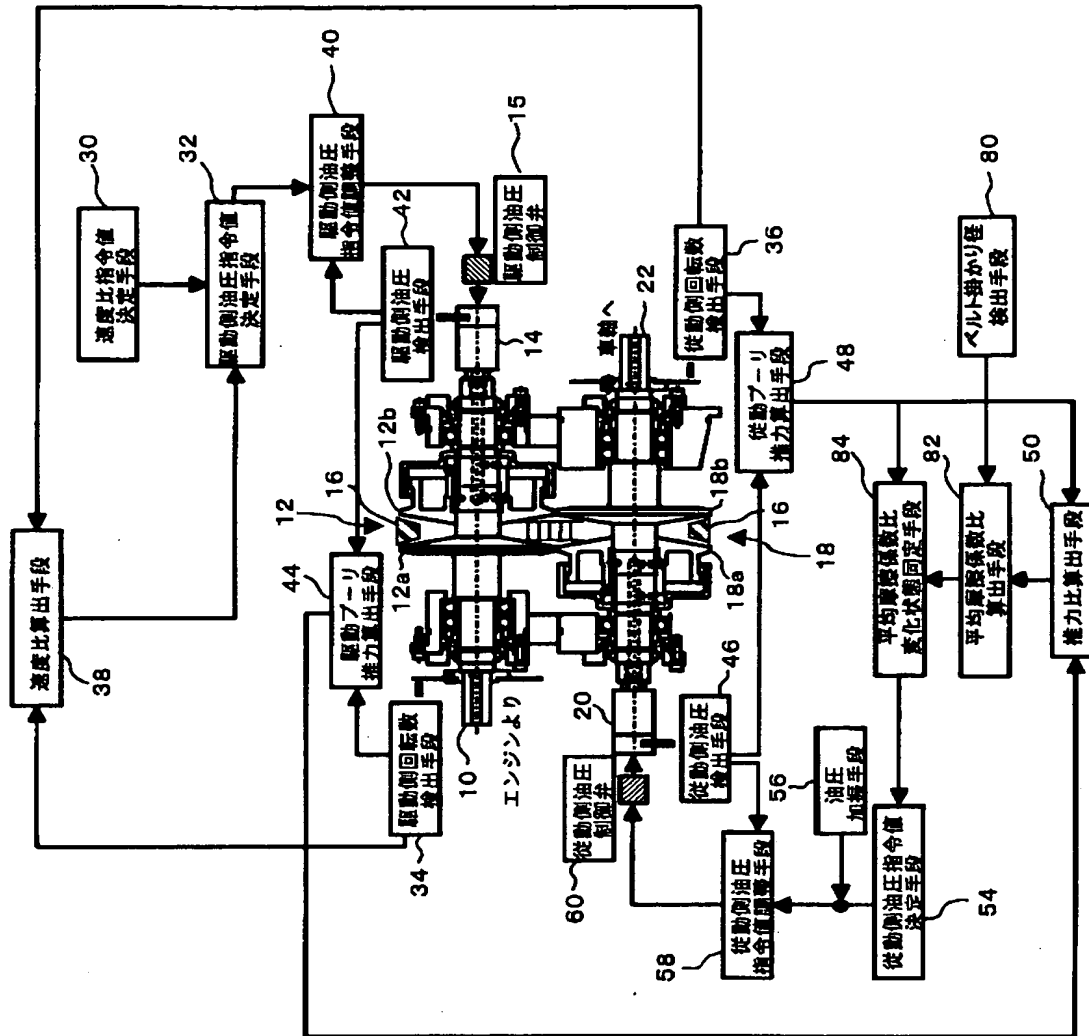 速度比指令値
決定手段
30
駆動側油圧指令値
決定手段
32
駆動側油圧
指令値調整手段
40
駆動側油圧
制御弁
15
駆動側油圧
検出手段
42
14
速度比算出手段
38
駆動プーリ
推力算出手段
44
駆動側回転数
検出手段
34
12
16
12a
12b
10
エンジンより
車軸へ
22
従動側回転数
検出手段
36
18a
18b
16
18
20
従動側油圧
制御弁
60
従動側油圧
検出手段
46
従動プーリ
推力算出手段
48
ベルト掛かり径
検出手段
80
平均摩擦係数比
変化状態同定手段
84
平均摩擦係数比
算出手段
82
推力比算出手段
50
油圧
加振手段
56
従動側油圧
指令値調整手段
58
従動側油圧指令値
決定手段
54